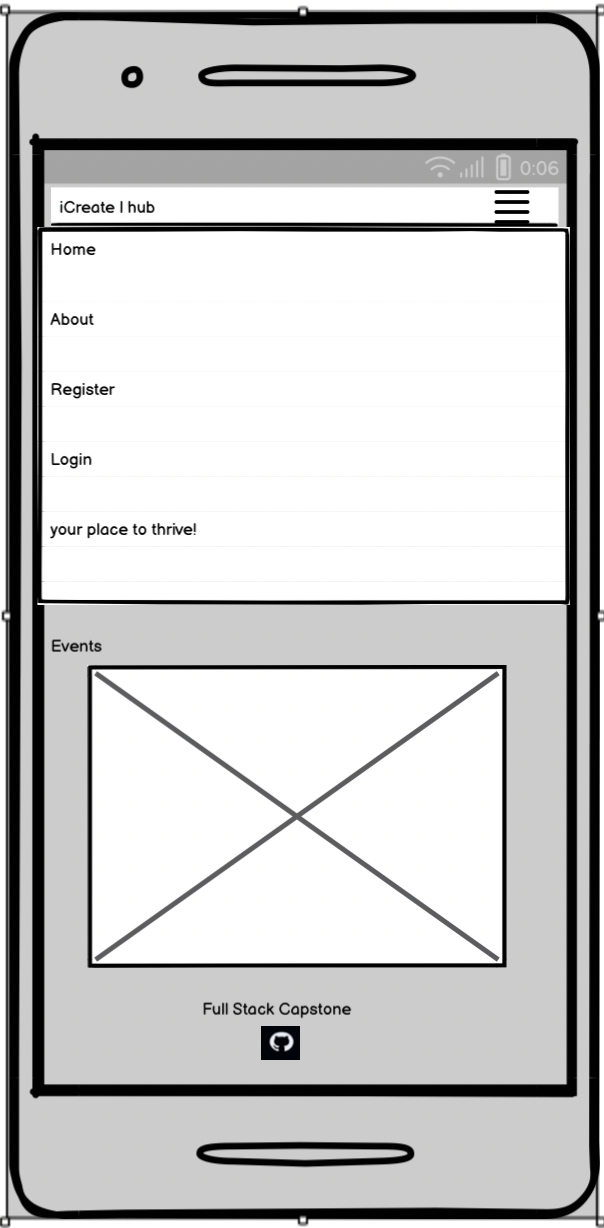 0:06
iCreate I hub
Home
About
Register
Login
your place to thrive!
Events
Full Stack Capstone